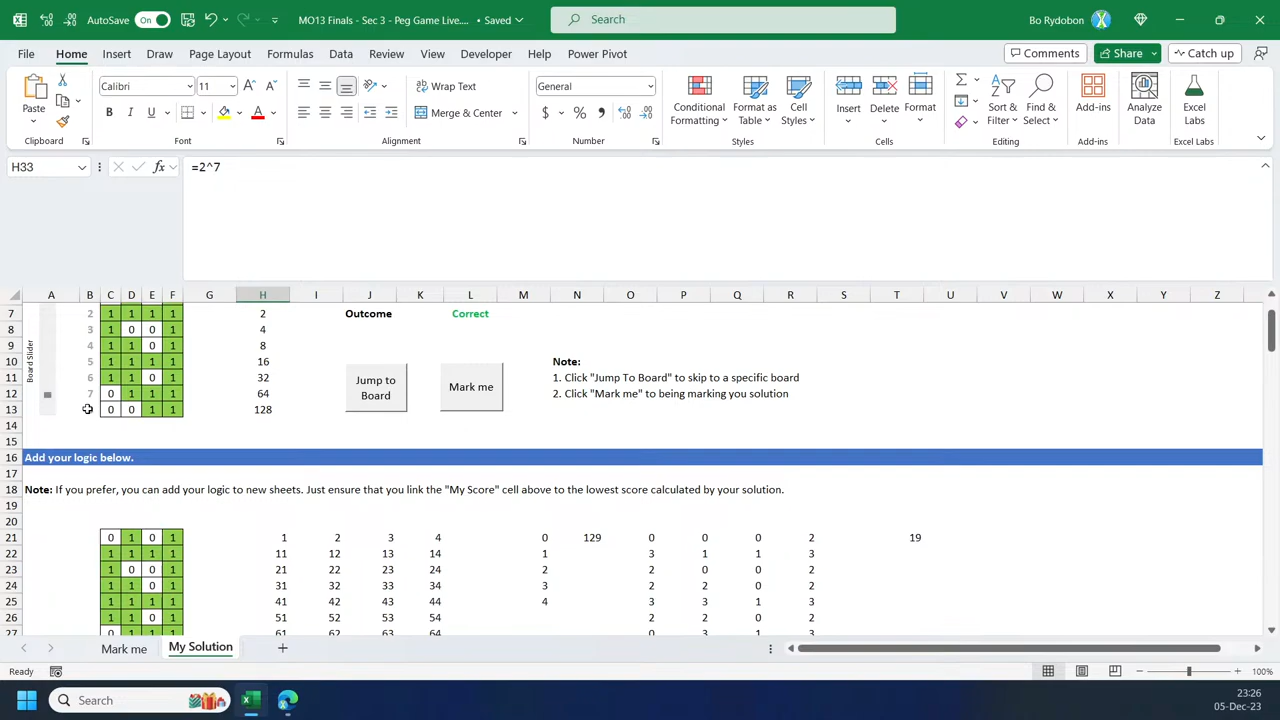 AutoSave On MO13 Finals - Sec 3 - Peg Game Live.... • Saved Search Bo Rydobon
File Home Insert Draw Page Layout Formulas Data Review View Developer Help Power Pivot Comments Share Catch up
Paste Calibri 11 Wrap Text General Conditional Formatting Format as Table Cell Styles Insert Delete Format Sort & Filter Find & Select Add-ins Analyze Data Excel Labs
B I U Merge & Center $ %
Clipboard Font Alignment Number Styles Cells Editing Add-ins Excel Labs
H33 fx =2^7
A B C D E F G H I J K L M N O P Q R S T U V W X Y Z
7 2 1 1 1 1 2 Outcome Correct
8 3 1 0 0 1 4
9 4 1 1 0 1 8
10 5 1 1 1 1 16 Note:
11 6 1 1 0 1 32 1. Click "Jump To Board" to skip to a specific board
12 7 0 1 1 1 64 2. Click "Mark me" to being marking you solution
13 0 0 1 1 128
Board Slider
Jump to Board
Mark me
14
15
16 Add your logic below.
17
18 Note: If you prefer, you can add your logic to new sheets. Just ensure that you link the "My Score" cell above to the lowest score calculated by your solution.
19
20
21 0 1 0 1 1 2 3 4 0 129 0 0 0 2 19
22 1 1 1 1 11 12 13 14 1 3 1 1 3
23 1 0 0 1 21 22 23 24 2 2 0 0 2
24 1 1 0 1 31 32 33 34 3 2 2 0 2
25 1 1 1 1 41 42 43 44 4 3 3 1 3
26 1 1 0 1 51 52 53 54 2 2 0 2
27 0 1 1 1 61 62 63 64 0 3 1 3
Mark me My Solution
Ready 100%
Search 23:26
05-Dec-23